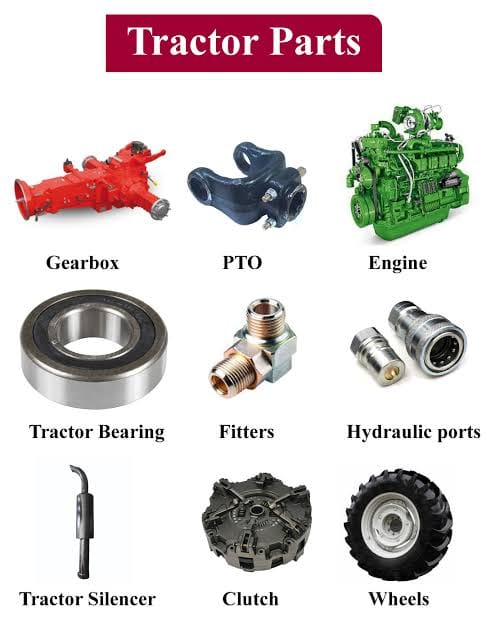 Tractor Parts
Gearbox
PTO
Engine
Tractor Bearing
Fitters
Hydraulic ports
Tractor Silencer
Clutch
Wheels